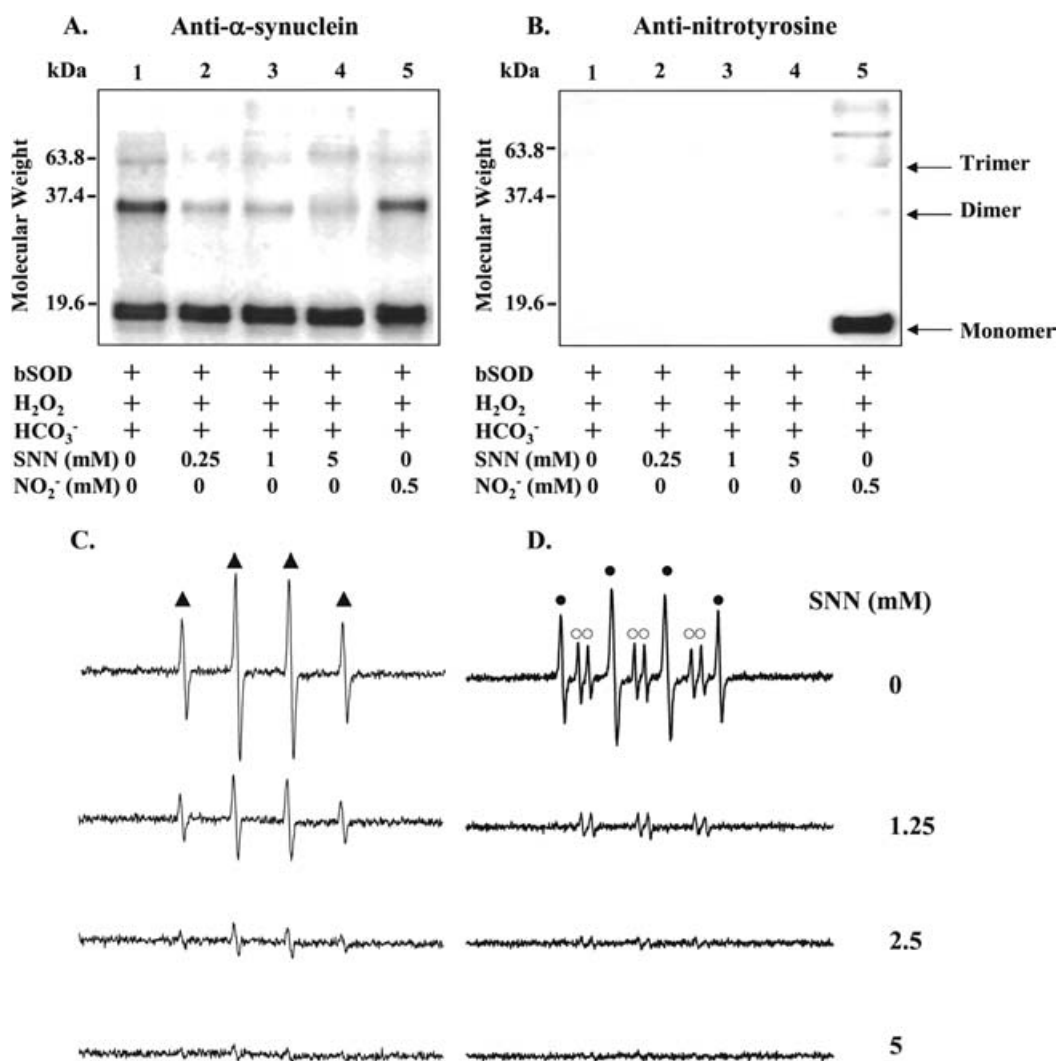 A. Anti-α-synuclein
kDa 1 2 3 4 5
Molecular Weight
63.8
37.4
19.6
bSOD + + + + +
H₂O₂ + + + + +
HCO₃⁻ + + + + +
SNN (mM) 0 0.25 1 5 0
NO₂⁻ (mM) 0 0 0 0 0.5
B. Anti-nitrotyrosine
kDa 1 2 3 4 5
Molecular Weight
63.8
37.4
19.6
Trimer
Dimer
Monomer
bSOD + + + + +
H₂O₂ + + + + +
HCO₃⁻ + + + + +
SNN (mM) 0 0.25 1 5 0
NO₂⁻ (mM) 0 0 0 0 0.5
C.
D.
SNN (mM)
0
1.25
2.5
5